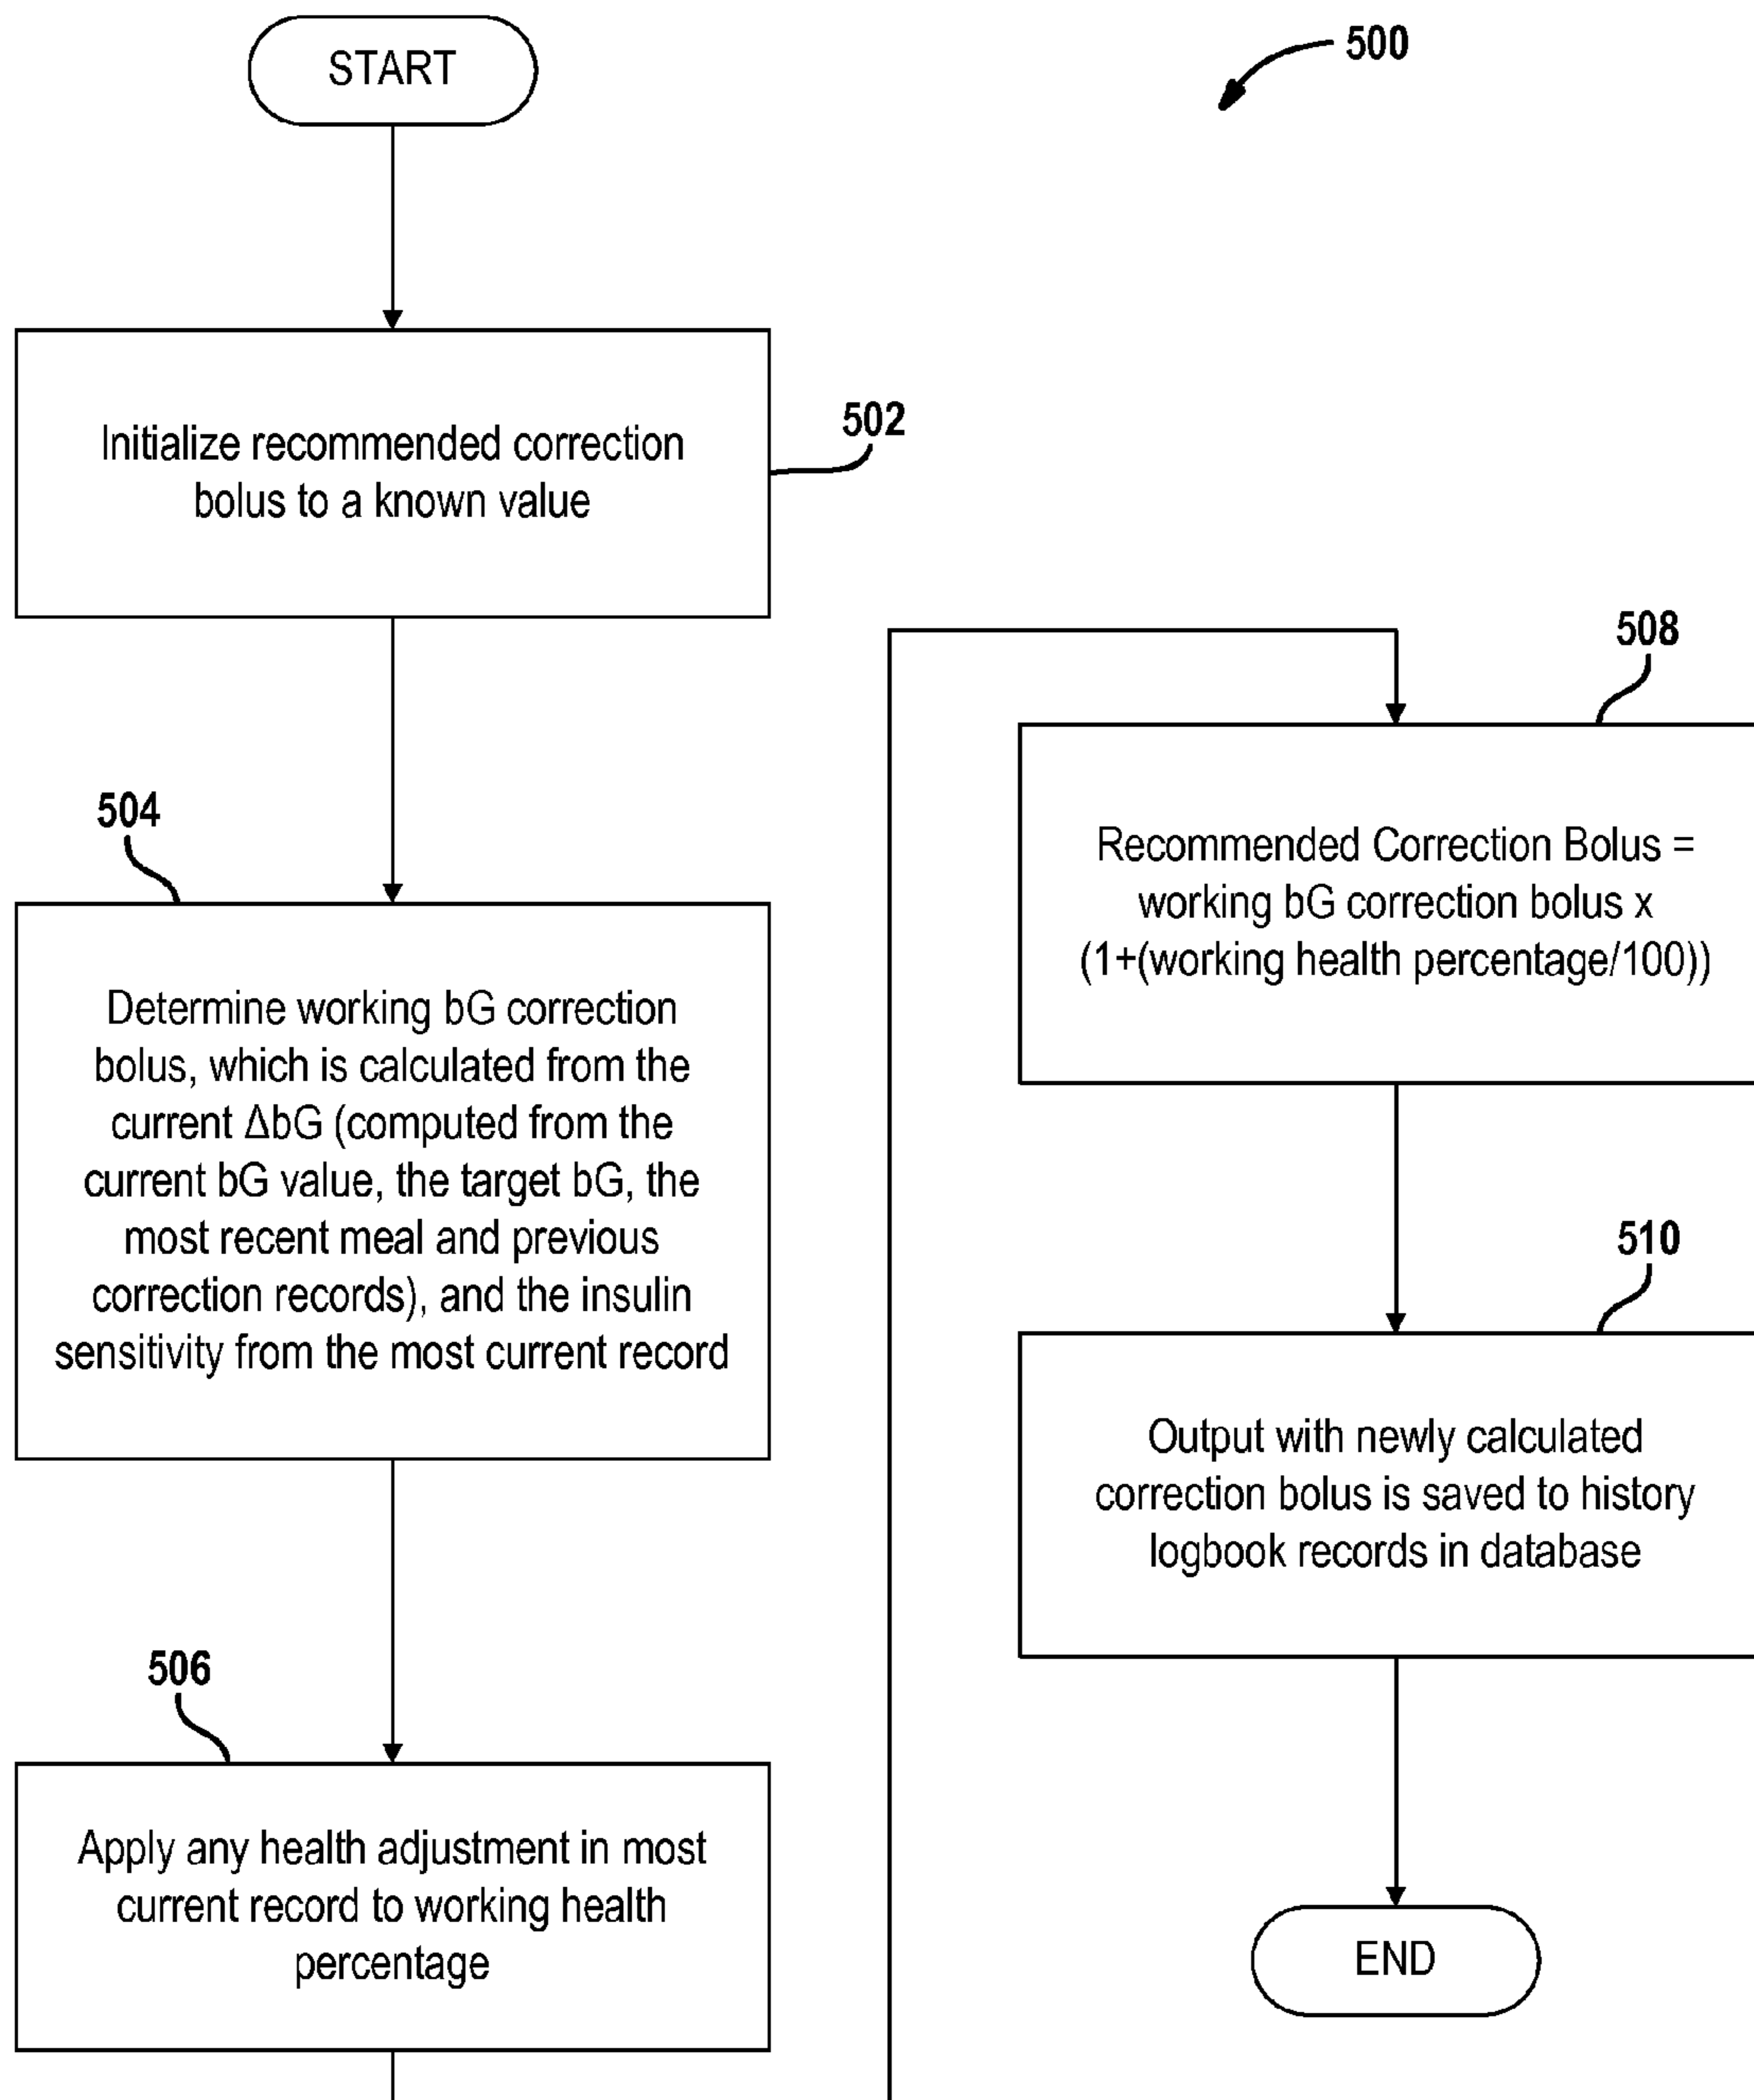 START
500
Initialize recommended correction
bolus to a known value
502
504
Determine working bG correction
bolus, which is calculated from the
current ΔbG (computed from the
current bG value, the target bG, the
most recent meal and previous
correction records), and the insulin
sensitivity from the most current record
506
Apply any health adjustment in most
current record to working health
percentage
508
Recommended Correction Bolus =
working bG correction bolus x
(1+(working health percentage/100))
510
Output with newly calculated
correction bolus is saved to history
logbook records in database
END